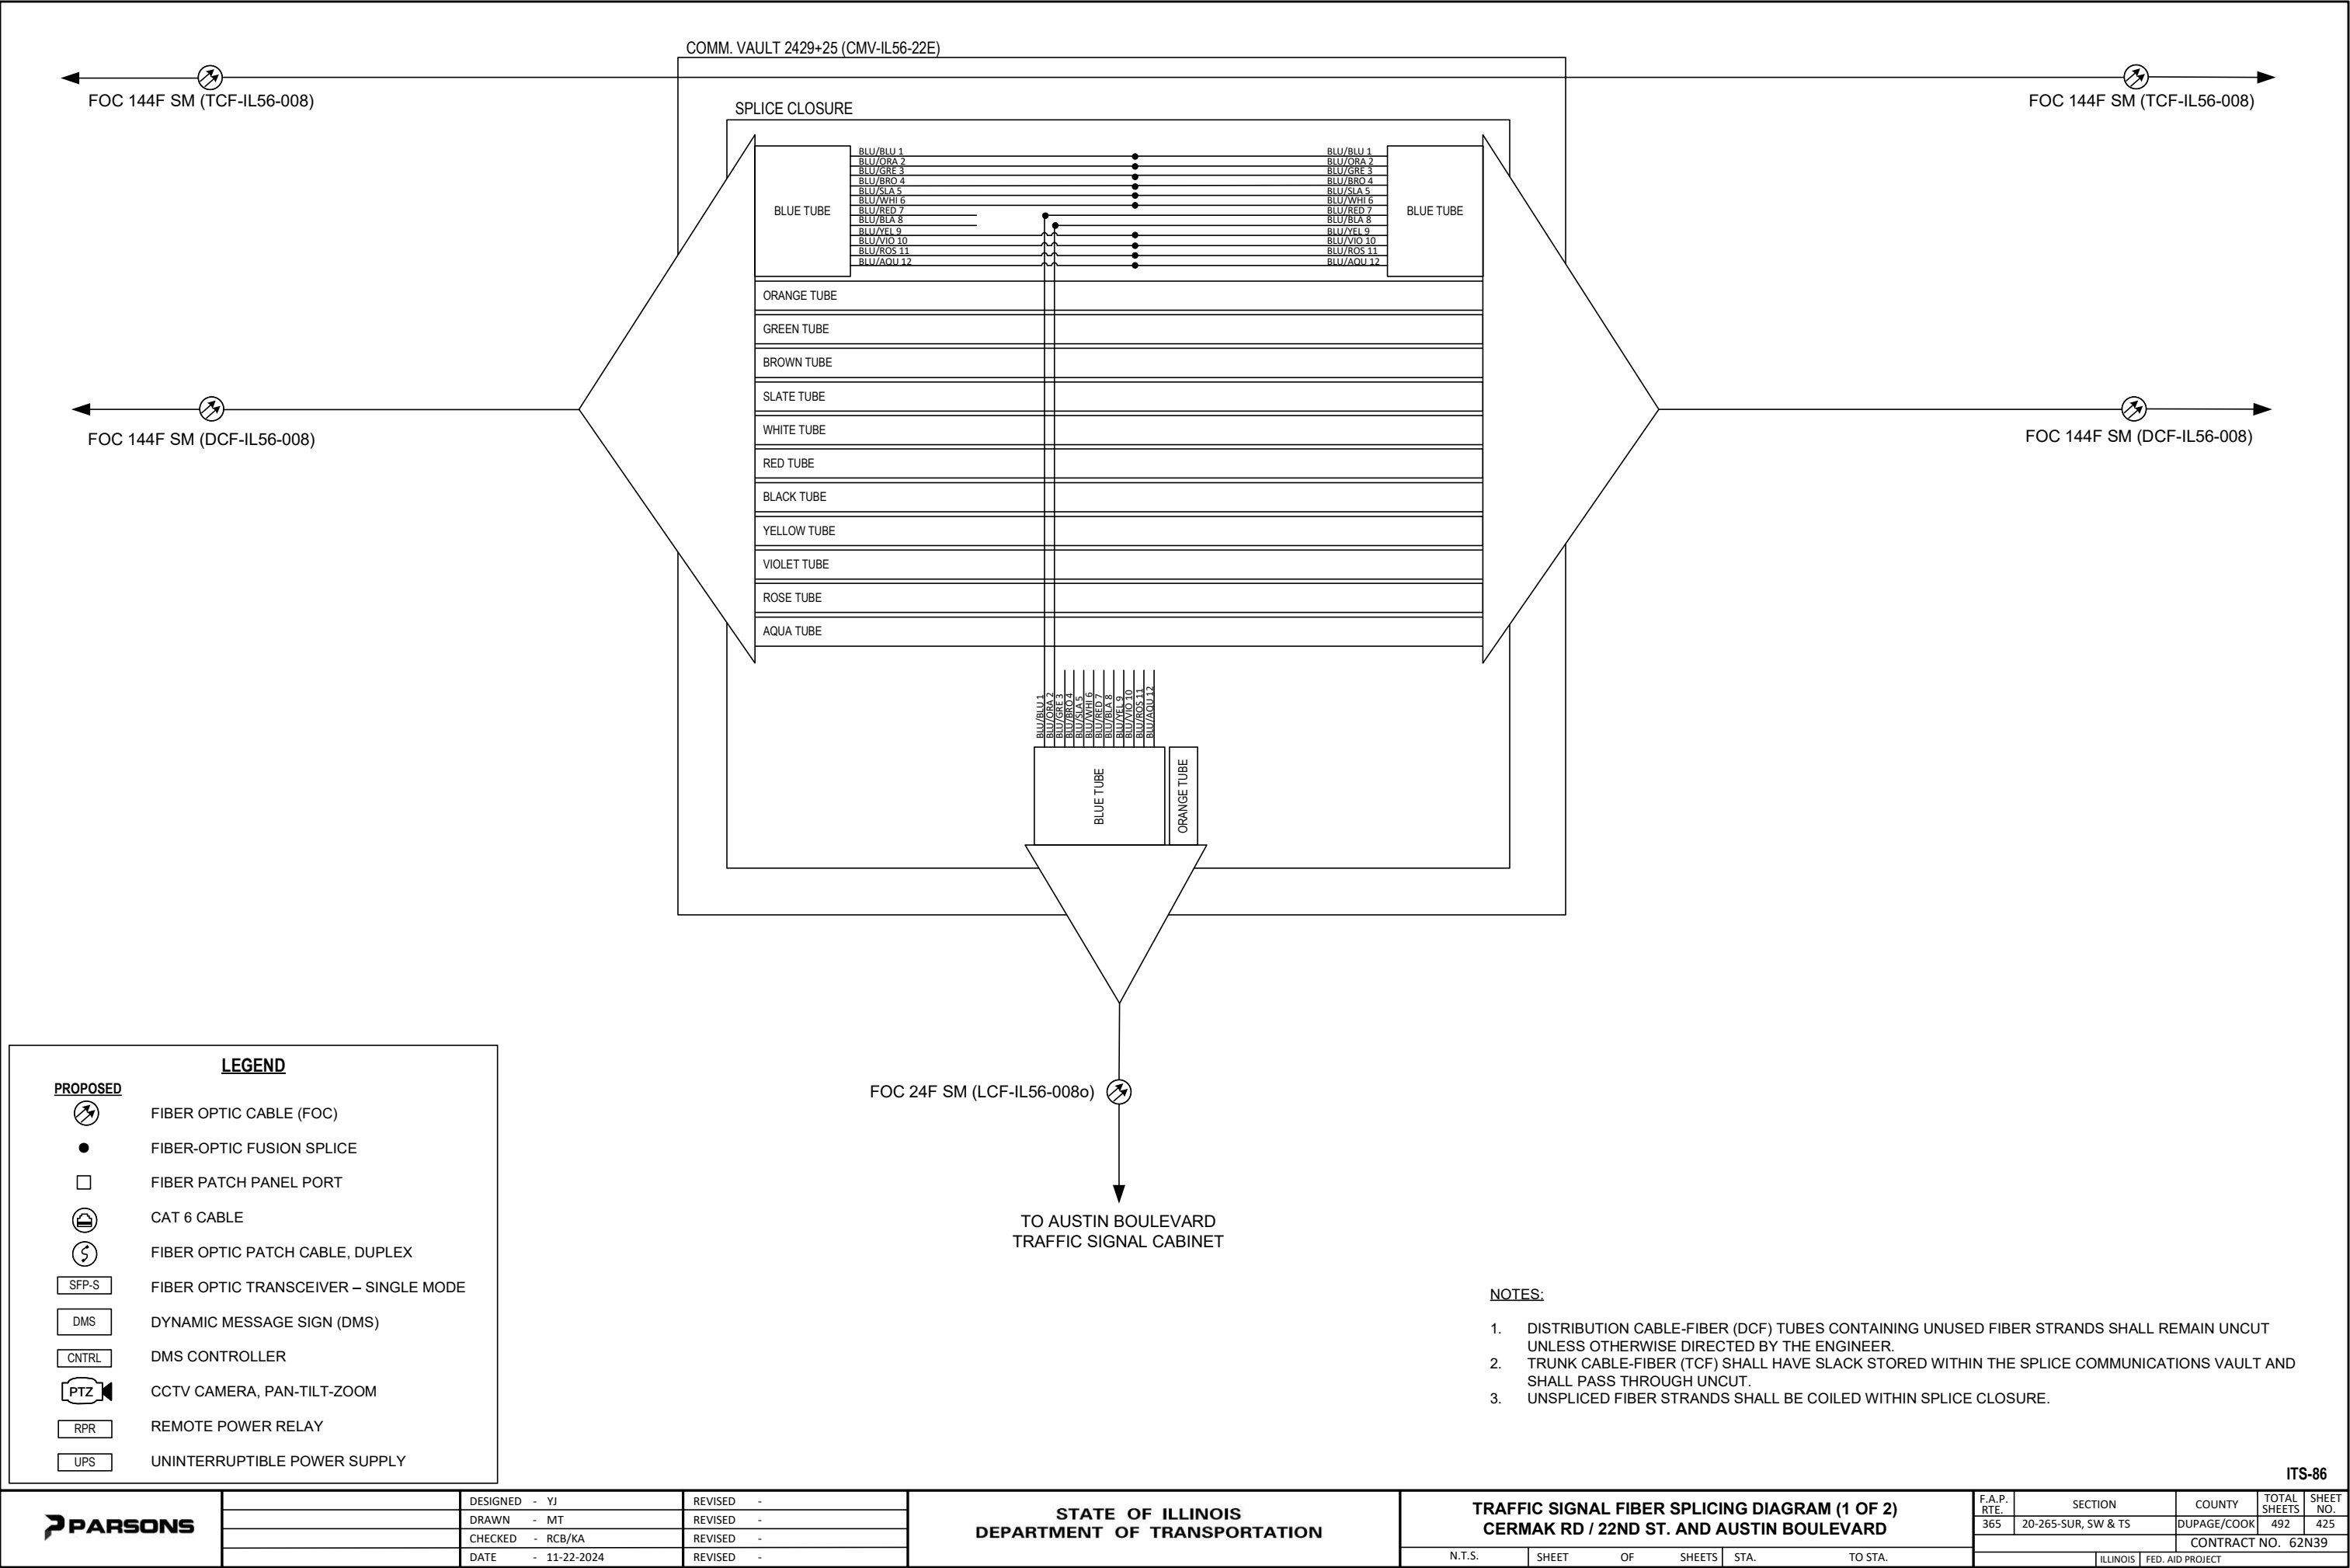 COMM. VAULT 2429+25 (CMV-IL56-22E)
FOC 144F SM (TCF-IL56-008)
FOC 144F SM (TCF-IL56-008)
SPLICE CLOSURE
BLUE TUBE
BLU/BLU 1
BLU/ORA 2
BLU/GRE 3
BLU/BRO 4
BLU/SLA 5
BLU/WHI 6
BLU/RED 7
BLU/BLA 8
BLU/YEL 9
BLU/VIO 10
BLU/ROS 11
BLU/AQU 12
BLU/BLU 1
BLU/ORA 2
BLU/GRE 3
BLU/BRO 4
BLU/SLA 5
BLU/WHI 6
BLU/RED 7
BLU/BLA 8
BLU/YEL 9
BLU/VIO 10
BLU/ROS 11
BLU/AQU 12
BLUE TUBE
ORANGE TUBE
GREEN TUBE
BROWN TUBE
SLATE TUBE
WHITE TUBE
RED TUBE
BLACK TUBE
YELLOW TUBE
VIOLET TUBE
ROSE TUBE
AQUA TUBE
FOC 144F SM (DCF-IL56-008)
FOC 144F SM (DCF-IL56-008)
BLU/BLU 1
BLU/ORA 2
BLU/GRE 3
BLU/BRO 4
BLU/SLA 5
BLU/WHI 6
BLU/RED 7
BLU/BLA 8
BLU/YEL 9
BLU/VIO 10
BLU/ROS 11
BLU/AQU 12
BLUE TUBE
ORANGE TUBE
FOC 24F SM (LCF-IL56-008o)
TO AUSTIN BOULEVARD
TRAFFIC SIGNAL CABINET
LEGEND
PROPOSED
FIBER OPTIC CABLE (FOC)
FIBER-OPTIC FUSION SPLICE
FIBER PATCH PANEL PORT
CAT 6 CABLE
FIBER OPTIC PATCH CABLE, DUPLEX
SFP-S FIBER OPTIC TRANSCEIVER – SINGLE MODE
DMS DYNAMIC MESSAGE SIGN (DMS)
CNTRL DMS CONTROLLER
PTZ CCTV CAMERA, PAN-TILT-ZOOM
RPR REMOTE POWER RELAY
UPS UNINTERRUPTIBLE POWER SUPPLY
NOTES:
1. DISTRIBUTION CABLE-FIBER (DCF) TUBES CONTAINING UNUSED FIBER STRANDS SHALL REMAIN UNCUT
UNLESS OTHERWISE DIRECTED BY THE ENGINEER.
2. TRUNK CABLE-FIBER (TCF) SHALL HAVE SLACK STORED WITHIN THE SPLICE COMMUNICATIONS VAULT AND
SHALL PASS THROUGH UNCUT.
3. UNSPLICED FIBER STRANDS SHALL BE COILED WITHIN SPLICE CLOSURE.
ITS-86
PARSONS
DESIGNED - YJ
DRAWN - MT
CHECKED - RCB/KA
DATE - 11-22-2024
REVISED -
REVISED -
REVISED -
REVISED -
STATE OF ILLINOIS
DEPARTMENT OF TRANSPORTATION
TRAFFIC SIGNAL FIBER SPLICING DIAGRAM (1 OF 2)
CERMAK RD / 22ND ST. AND AUSTIN BOULEVARD
N.T.S. SHEET OF SHEETS STA. TO STA.
F.A.P. RTE. SECTION COUNTY TOTAL SHEETS SHEET NO.
365 20-265-SUR, SW & TS DUPAGE/COOK 492 425
CONTRACT NO. 62N39
ILLINOIS FED. AID PROJECT